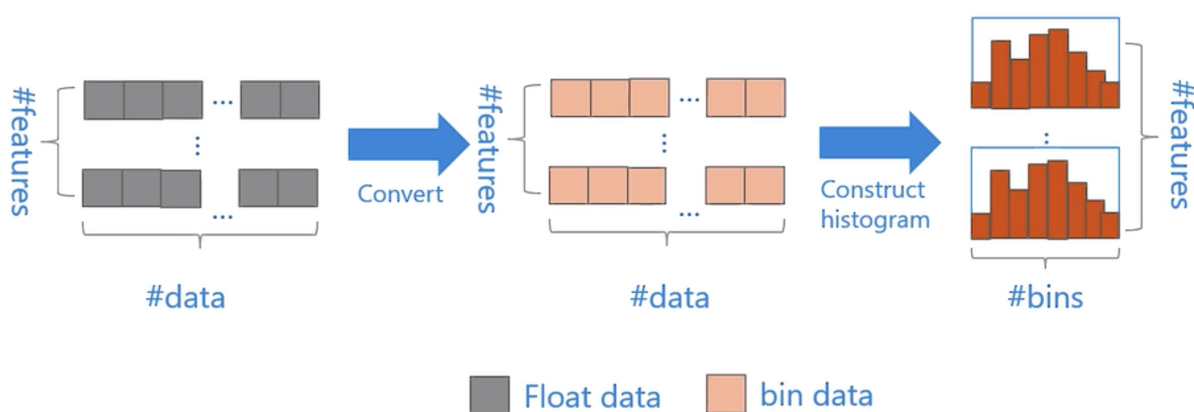 #features
...
...
...
Convert
#data
#features
...
...
...
#data
Construct
histogram
...
#features
#bins
Float data
bin data